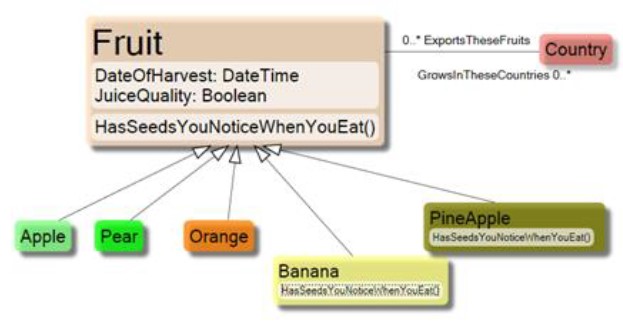 Fruit
DateOfHarvest: DateTime
JuiceQuality: Boolean
HasSeedsYouNoticeWhenYouEat()
0..* ExportsTheseFruits
Country
GrowsInTheseCountries 0..*
Apple
Pear
Orange
Banana
HasSeedsYouNoticeWhenYouEat()
PineApple
HasSeedsYouNoticeWhenYouEat()